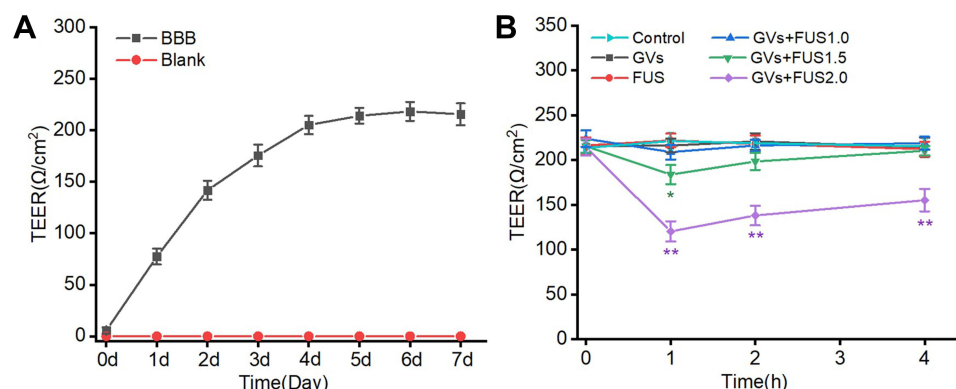 A
300
250
200
150
100
50
0
TEER(Ω/cm²)
BBB
Blank
0d 1d 2d 3d 4d 5d 6d 7d
Time(Day)
B
350
300
250
200
150
100
50
0
TEER(Ω/cm²)
Control GVs+FUS1.0
GVs GVs+FUS1.5
FUS GVs+FUS2.0
*
** ** **
0 1 2 3 4
Time(h)